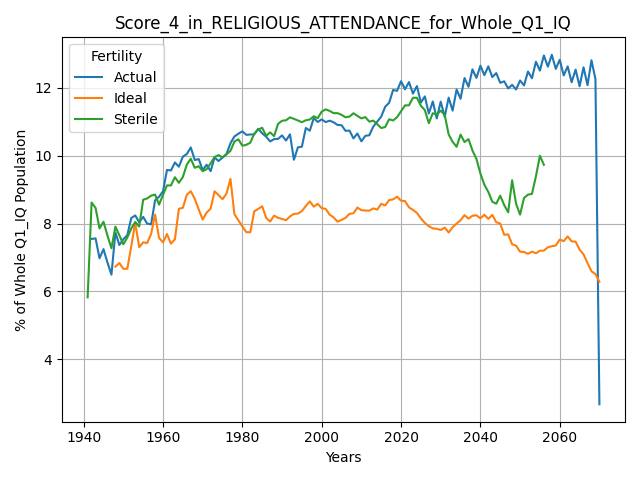 Score_4_in_RELIGIOUS_ATTENDANCE_for_Whole_Q1_IQ
Fertility
Actual
Ideal
Sterile
% of Whole Q1_IQ Population
12
10
8
6
4
1940
1960
1980
2000
2020
2040
2060
Years